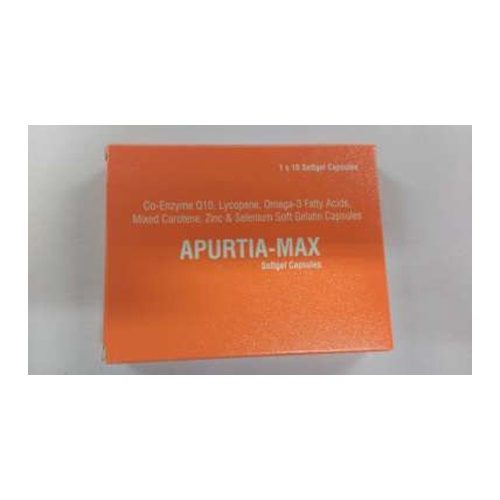 1 x 10 Softgel Capsules
Co-Enzyme Q10, Lycopene, Omega-3 Fatty Acids,
Mixed Carotene, Zinc & Selenium Soft Gelatin Capsules
APURTIA-MAX
Softgel Capsules